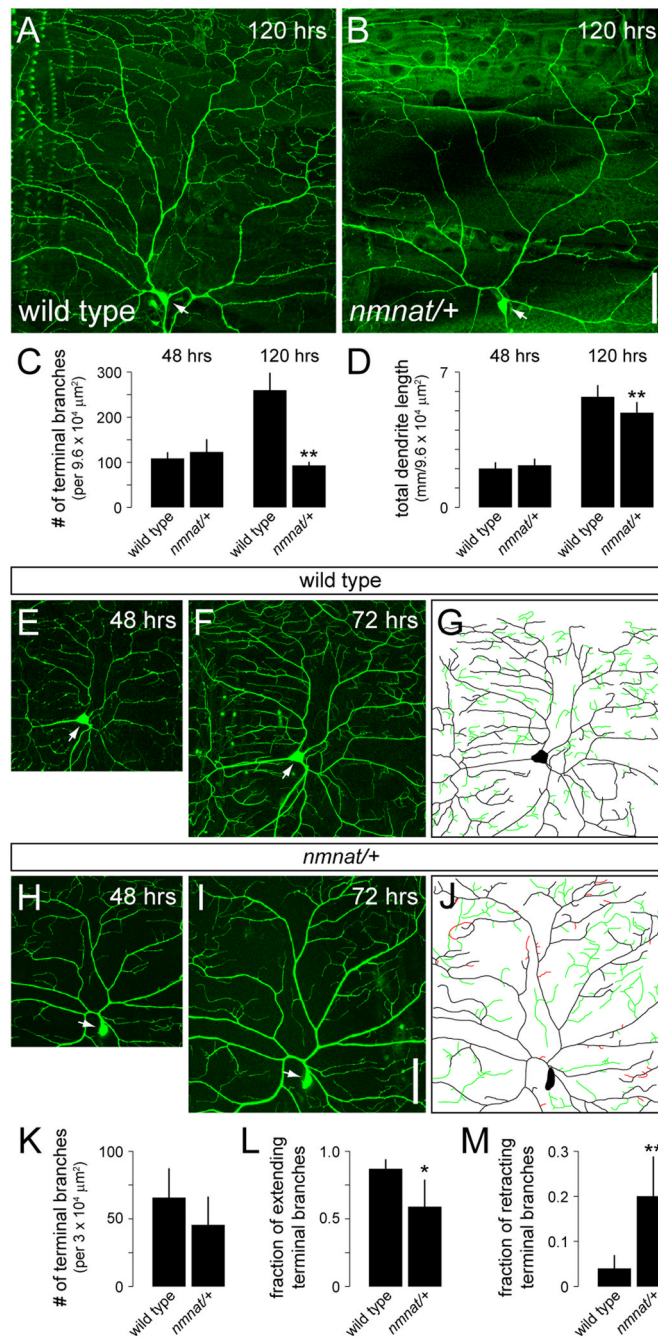 A 120 hrs
wild type
B 120 hrs
nmnat/+
C 48 hrs 120 hrs
# of terminal branches
(per 9.6 x 10⁴ µm²)
300
200
100
0
**
wild type
nmnat/+
wild type
nmnat/+
D 48 hrs 120 hrs
total dendrite length
(mm/9.6 x 10⁴ µm²)
7
0
**
wild type
nmnat/+
wild type
nmnat/+
wild type
E 48 hrs
F 72 hrs
G
nmnat/+
H 48 hrs
I 72 hrs
J
K
# of terminal branches
(per 3 x 10⁴ µm²)
100
50
0
wild type
nmnat/+
L
fraction of extending
terminal branches
1.0
0.5
0
*
wild type
nmnat/+
M
fraction of retracting
terminal branches
0.3
0.2
0.1
0
**
wild type
nmnat/+